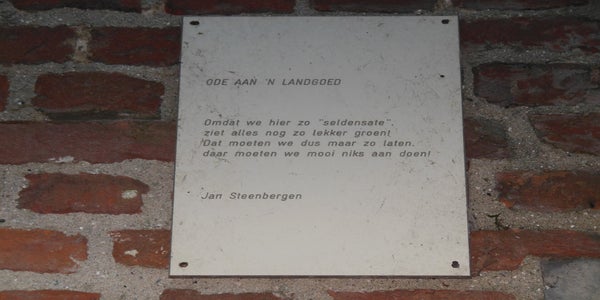 ODE AAN 'N LANDGOED
Omdat we hier zo "seldensate",
ziet alles nog zo lekker groen!
Dat moeten we dus maar zo laten,
daar moeten we mooi niks aan doen!
Jan Steenbergen